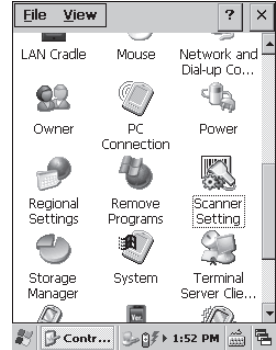 File View ? ×
LAN Cradle Mouse Network and
Dial-up Co...
Owner PC Power
Connection
Regional Remove Scanner
Settings Programs Setting
Storage System Terminal
Manager Server Clie...
Ver.
Contr... 1:52 PM